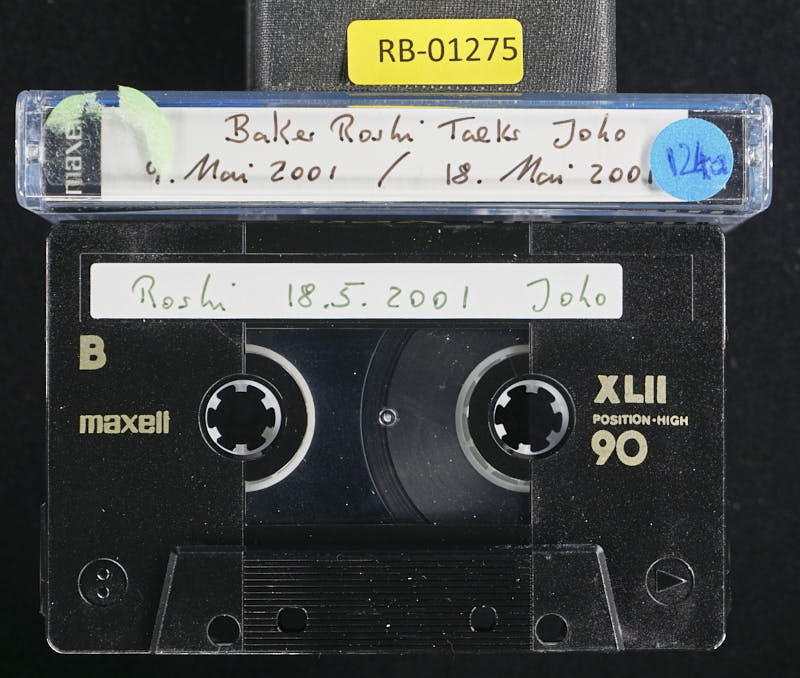 RB-01275
maxell
Baker Roshi Talks Joho
9. Mai 2001 / 18. Mai 2001
124a
Roshi 18.5.2001 Joho
B
maxell
XLII
POSITION·HIGH
90